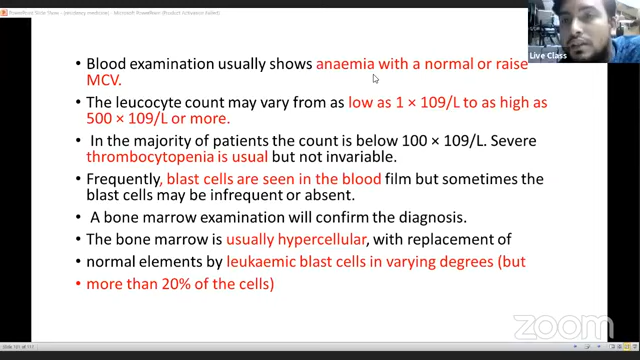 PowerPoint Slide Show - [residency medicine] - Microsoft PowerPoint (Product Activation Failed)
Live Class
• Blood examination usually shows anaemia with a normal or raise
MCV.
• The leucocyte count may vary from as low as 1 × 109/L to as high as
500 × 109/L or more.
• In the majority of patients the count is below 100 × 109/L. Severe
thrombocytopenia is usual but not invariable.
• Frequently, blast cells are seen in the blood film but sometimes the
blast cells may be infrequent or absent.
• A bone marrow examination will confirm the diagnosis.
• The bone marrow is usually hypercellular, with replacement of
• normal elements by leukaemic blast cells in varying degrees (but
• more than 20% of the cells)
zoom